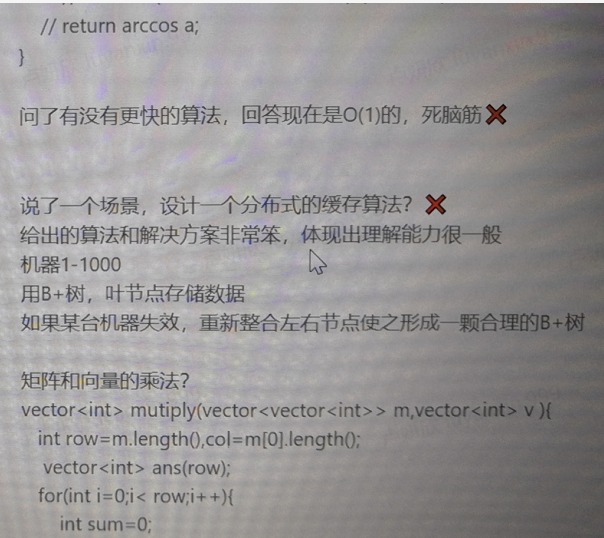 // return arccos a;
}
问了有没有更快的算法，回答现在是O(1)的，死脑筋❌
说了一个场景，设计一个分布式的缓存算法？❌
给出的算法和解决方案非常笨，体现出理解能力很一般
机器1-1000
用B+树，叶节点存储数据
如果某台机器失效，重新整合左右节点使之形成一颗合理的B+树
矩阵和向量的乘法？
vector<int> mutiply(vector<vector<int>> m,vector<int> v ){
int row=m.length(),col=m[0].length();
vector<int> ans(row);
for(int i=0;i< row;i++){
int sum=0;